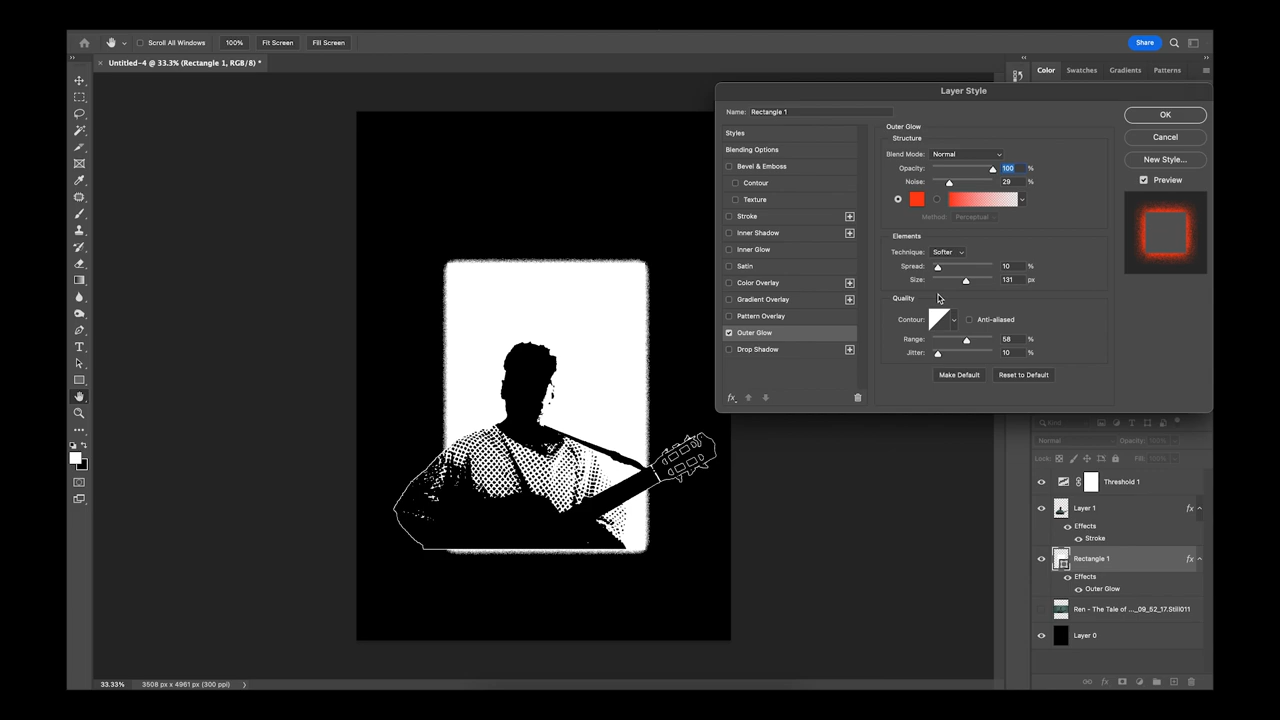 Scroll All Windows 100% Fit Screen Fill Screen Share
Untitled-4 @ 33.3% (Rectangle 1, RGB/8) *
Color Swatches Gradients Patterns
Layer Style
Name: Rectangle 1
OK
Cancel
New Style...
Preview
Styles
Blending Options
Bevel & Emboss
Contour
Texture
Stroke
Inner Shadow
Inner Glow
Satin
Color Overlay
Gradient Overlay
Pattern Overlay
Outer Glow
Drop Shadow
fx
Outer Glow
Structure
Blend Mode: Normal
Opacity: 100 %
Noise: 29 %
Method: Perceptual
Elements
Technique: Softer
Spread: 10 %
Size: 131 px
Quality
Contour: Anti-aliased
Range: 58 %
Jitter: 10 %
Make Default Reset to Default
Kind
Normal Opacity: 100%
Lock: Fill: 100%
Threshold 1
Layer 1 fx
Effects
Stroke
Rectangle 1 fx
Effects
Outer Glow
Ren - The Tale of ..._09_52_17.Still011
Layer 0
fx
33.33% 3508 px x 4961 px (300 ppi)